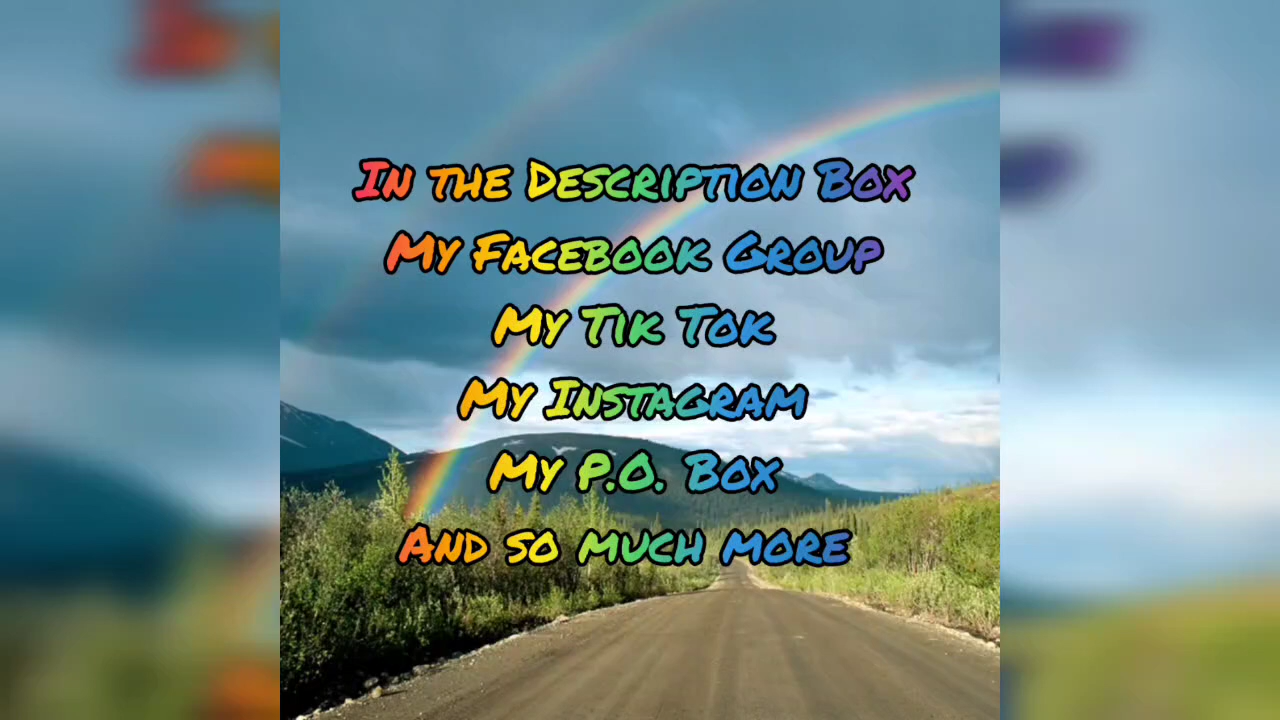 In the Description Box
My Facebook Group
My Tik Tok
My Instagram
My P.O. Box
And so much more